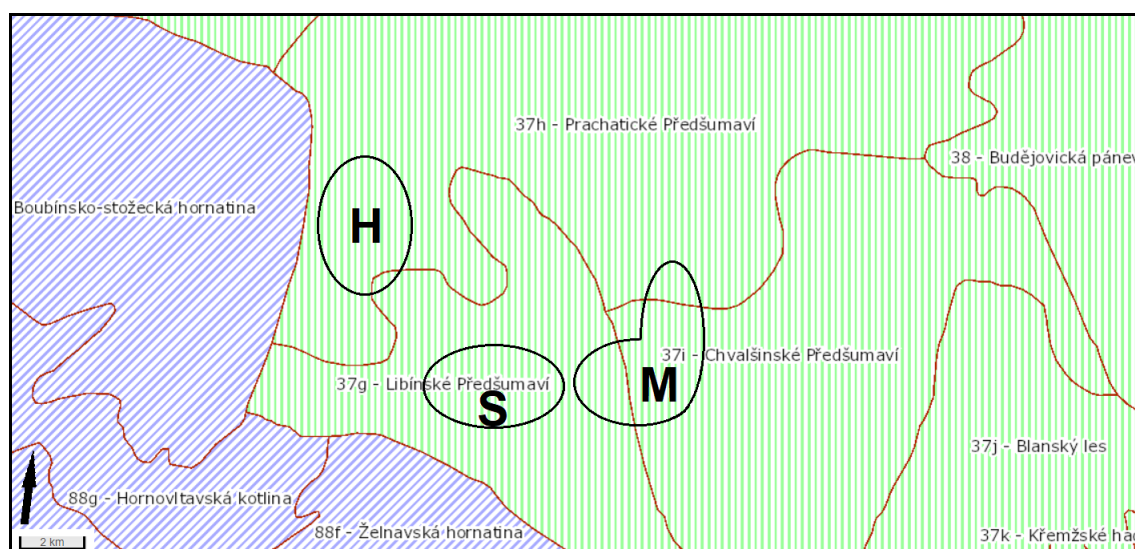 37h - Prachatické Předšumaví
38 - Budějovická pánev
Boubínsko-stožecká hornatina
H
37i - Chvalšinské Předšumaví
37g - Libínské Předšumaví
M
S
37j - Blanský les
88g - Hornovltavská kotlina
88f - Želnavská hornatina
37k - Křemžské had
2 km